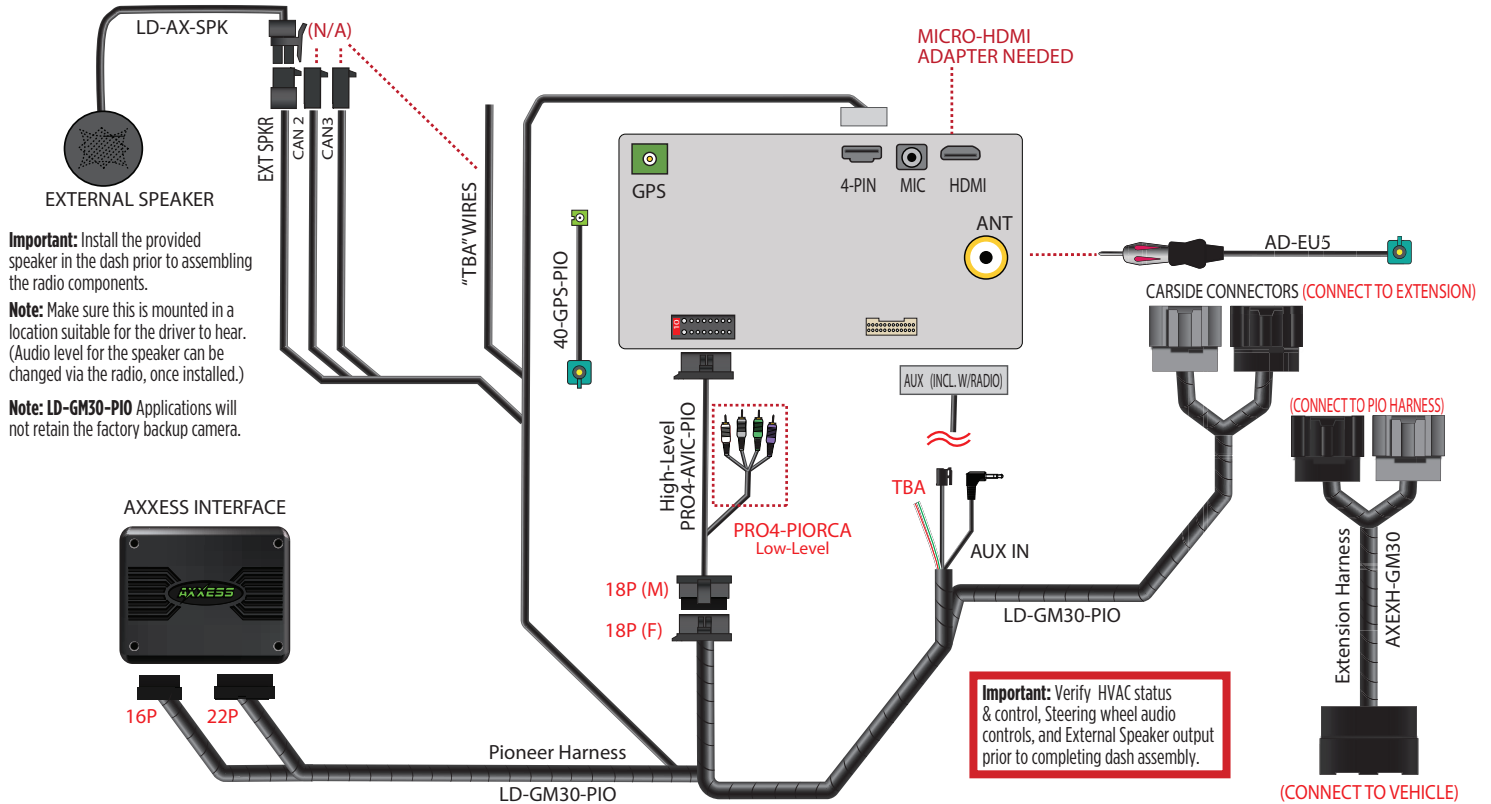 LD-AX-SPK
(N/A)
EXT SPKR
CAN 2
CAN3
EXTERNAL SPEAKER
Important: Install the provided
speaker in the dash prior to assembling
the radio components.
Note: Make sure this is mounted in a
location suitable for the driver to hear.
(Audio level for the speaker can be
changed via the radio, once installed.)
Note: LD-GM30-PIO Applications will
not retain the factory backup camera.
"TBA" WIRES
40-GPS-PIO
MICRO-HDMI
ADAPTER NEEDED
GPS
4-PIN
MIC
HDMI
ANT
10
AD-EU5
CARSIDE CONNECTORS (CONNECT TO EXTENSION)
(CONNECT TO PIO HARNESS)
AUX (INCL. W/RADIO)
High-Level
PRO4-AVIC-PIO
PRO4-PIORCA
Low-Level
TBA
AUX IN
18P (M)
18P (F)
LD-GM30-PIO
Extension Harness
AXEXH-GM30
AXXESS INTERFACE
AXXESS
16P
22P
Pioneer Harness
LD-GM30-PIO
Important: Verify HVAC status
& control, Steering wheel audio
controls, and External Speaker output
prior to completing dash assembly.
(CONNECT TO VEHICLE)